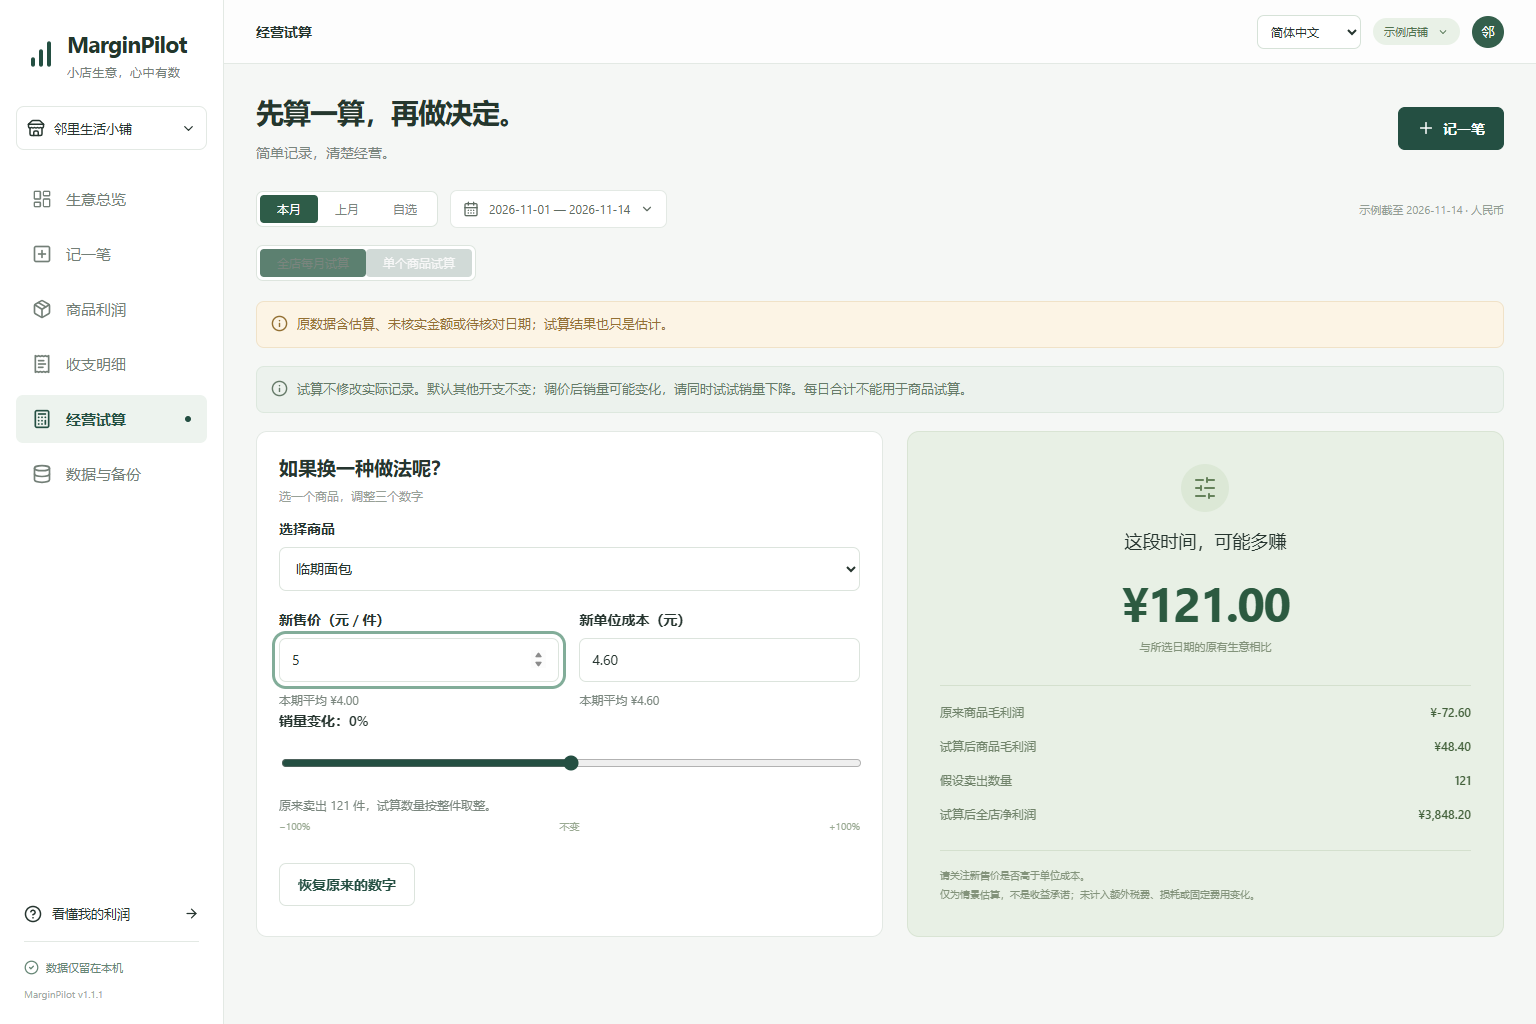 MarginPilot
小店生意，心中有数
邻里生活小铺
生意总览
记一笔
商品利润
收支明细
经营试算
数据与备份
看懂我的利润
数据仅留在本机
MarginPilot v1.1.1
经营试算
简体中文
示例店铺
邻
先算一算，再做决定。
简单记录，清楚经营。
记一笔
本月 上月 自选
2026-11-01 — 2026-11-14
示例截至 2026-11-14 · 人民币
全店每月试算 单个商品试算
原数据含估算、未核实金额或待核对日期；试算结果也只是估计。
试算不修改实际记录。默认其他开支不变；调价后销量可能变化，请同时试试销量下降。每日合计不能用于商品试算。
如果换一种做法呢？
选一个商品，调整三个数字
选择商品
临期面包
新售价（元 / 件） 新单位成本（元）
5 4.60
本期平均 ¥4.00 本期平均 ¥4.60
销量变化：0%
原来卖出 121 件，试算数量按整件取整。
−100% 不变 +100%
恢复原来的数字
这段时间，可能多赚
¥121.00
与所选日期的原有生意相比
原来商品毛利润 ¥-72.60
试算后商品毛利润 ¥48.40
假设卖出数量 121
试算后全店净利润 ¥3,848.20
请关注新售价是否高于单位成本。
仅为情景估算，不是收益承诺；未计入额外税费、损耗或固定费用变化。